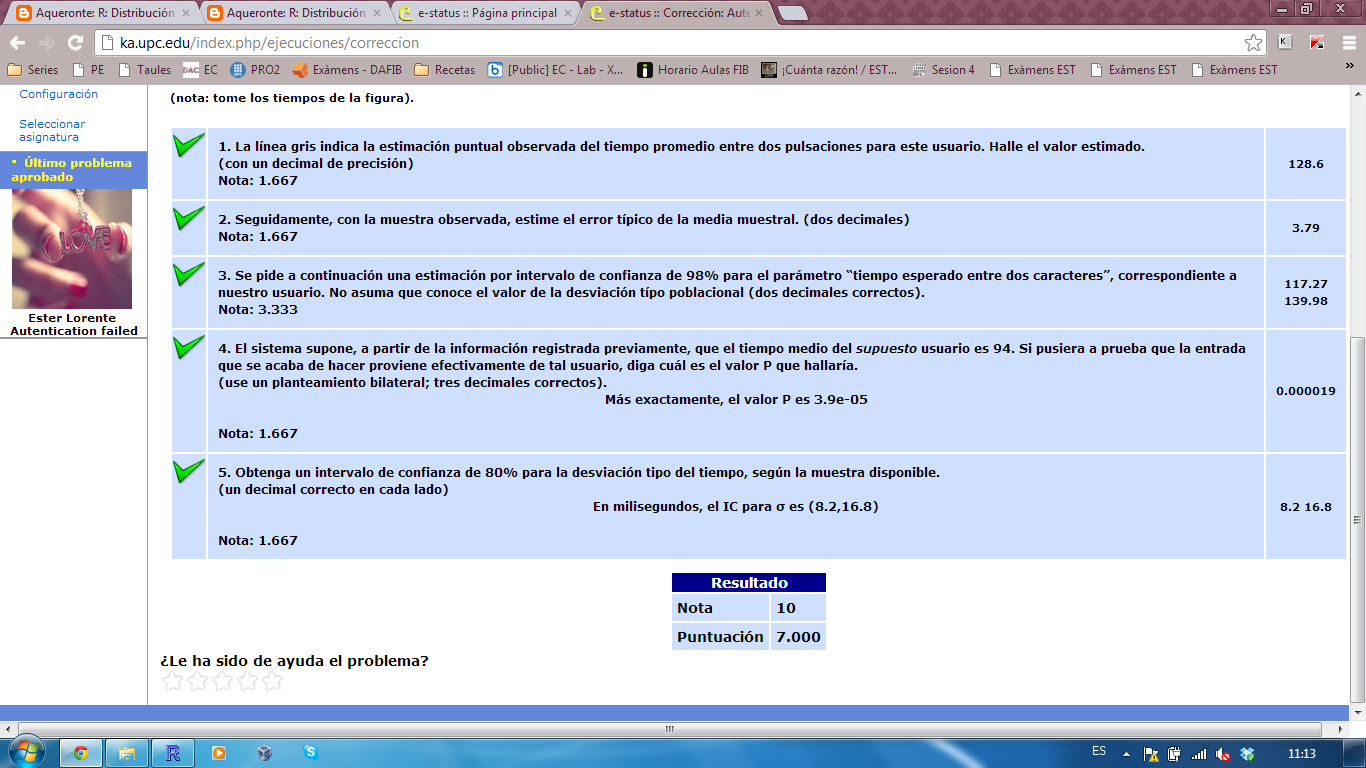 Aqueronte: R: Distribución
Aqueronte: R: Distribución
e-status :: Página principal
e-status :: Corrección: Aute
ka.upc.edu/index.php/ejecuciones/correccion
Series
PE
Taules
DAC EC
PRO2
Exàmens - DAFIB
Recetas
[Public] EC - Lab - X...
Horario Aulas FIB
¡Cuánta razón! / EST...
Sesion 4
Exàmens EST
Exàmens EST
Exàmens EST
»
Configuración
Seleccionar
asignatura
Último problema
aprobado
LOVE
Ester Lorente
Autentication failed
(nota: tome los tiempos de la figura).
1. La línea gris indica la estimación puntual observada del tiempo promedio entre dos pulsaciones para este usuario. Halle el valor estimado.
(con un decimal de precisión)
Nota: 1.667
128.6
2. Seguidamente, con la muestra observada, estime el error típico de la media muestral. (dos decimales)
Nota: 1.667
3.79
3. Se pide a continuación una estimación por intervalo de confianza de 98% para el parámetro “tiempo esperado entre dos caracteres”, correspondiente a
nuestro usuario. No asuma que conoce el valor de la desviación típo poblacional (dos decimales correctos).
Nota: 3.333
117.27
139.98
4. El sistema supone, a partir de la información registrada previamente, que el tiempo medio del supuesto usuario es 94. Si pusiera a prueba que la entrada
que se acaba de hacer proviene efectivamente de tal usuario, diga cuál es el valor P que hallaría.
(use un planteamiento bilateral; tres decimales correctos).
Más exactamente, el valor P es 3.9e-05
Nota: 1.667
0.000019
5. Obtenga un intervalo de confianza de 80% para la desviación tipo del tiempo, según la muestra disponible.
(un decimal correcto en cada lado)
En milisegundos, el IC para σ es (8.2,16.8)
Nota: 1.667
8.2 16.8
Resultado
Nota 10
Puntuación 7.000
¿Le ha sido de ayuda el problema?
ES
11:13